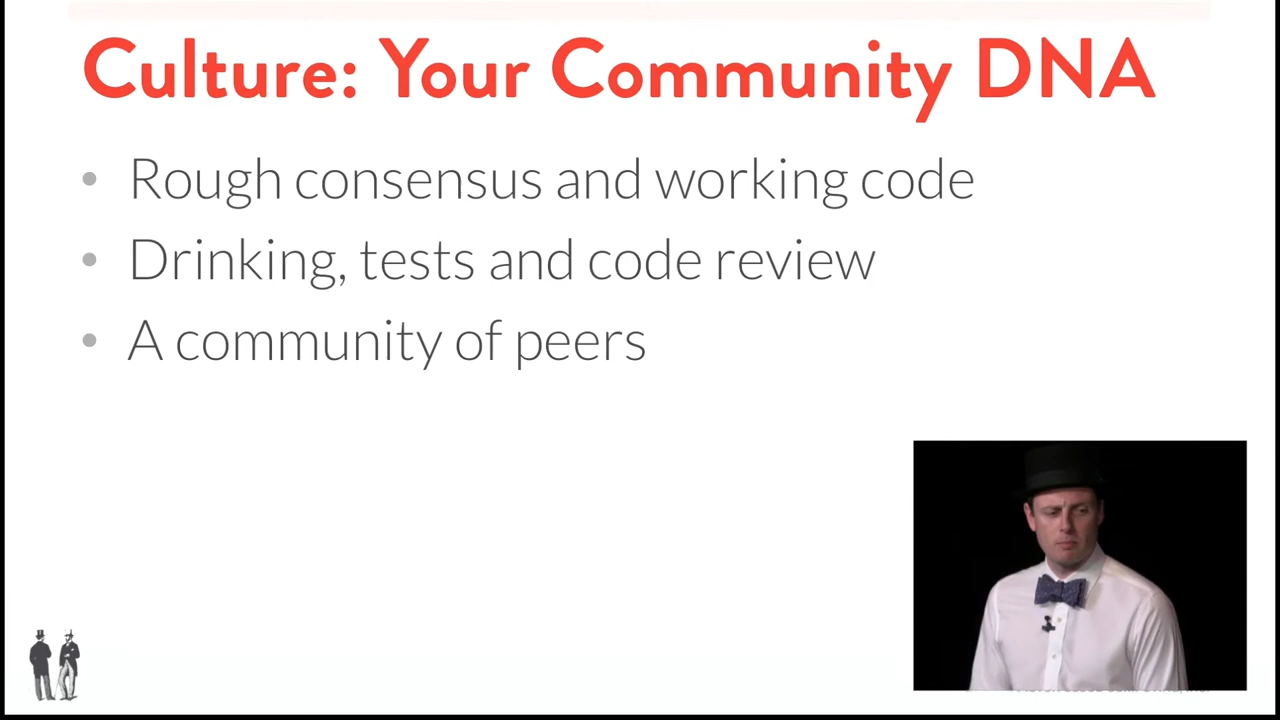 Culture: Your Community DNA
• Rough consensus and working code
• Drinking, tests and code review
• A community of peers